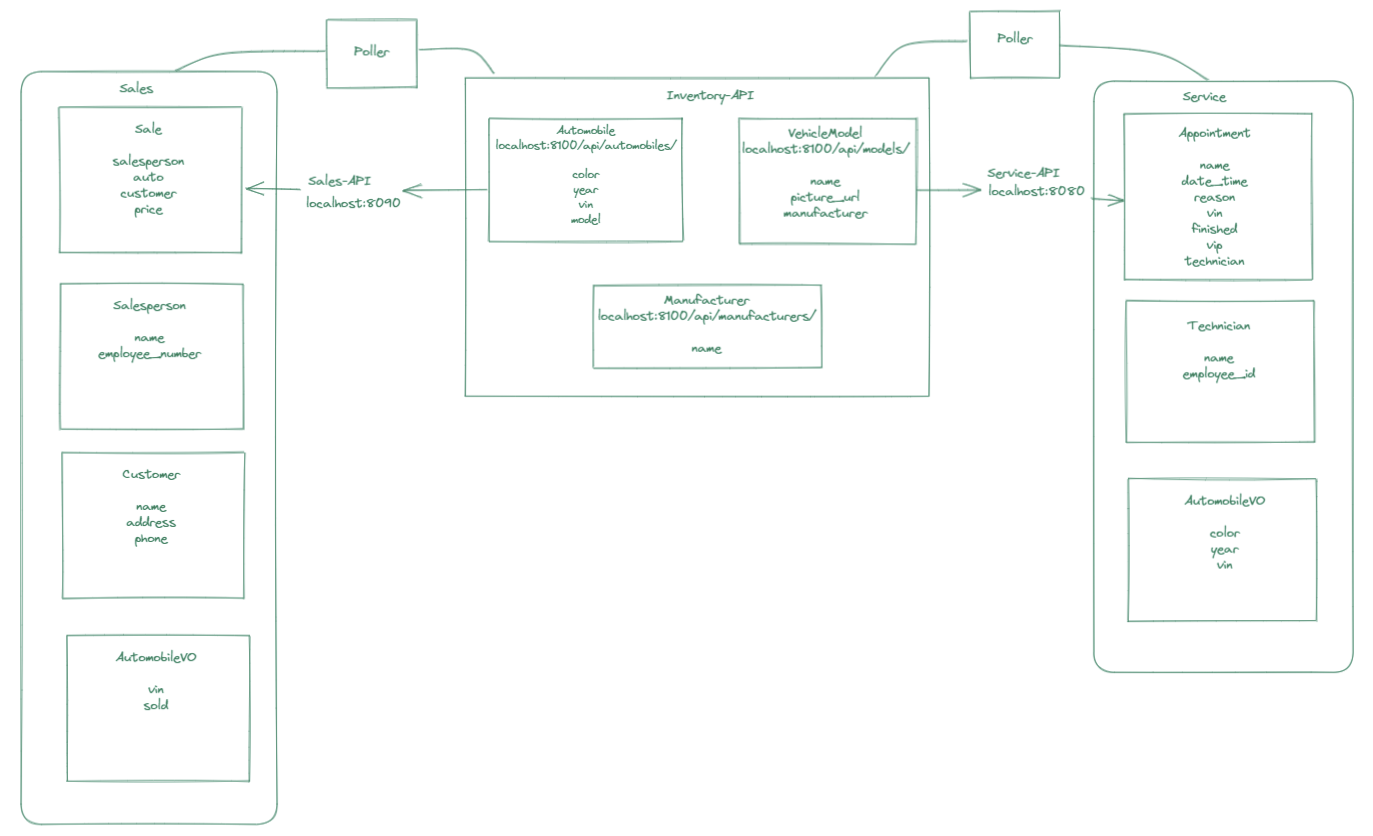 Poller
Poller
Sales
Sale
salesperson
auto
customer
price
Salesperson
name
employee_number
Customer
name
address
phone
AutomobileVO
vin
sold
Sales-API
localhost:8090
Inventory-API
Automobile
localhost:8100/api/automobiles/
color
year
vin
model
VehicleModel
localhost:8100/api/models/
name
picture_url
manufacturer
Manufacturer
localhost:8100/api/manufacturers/
name
Service-API
localhost:8080
Service
Appointment
name
date_time
reason
vin
finished
vip
technician
Technician
name
employee_id
AutomobileVO
color
year
vin